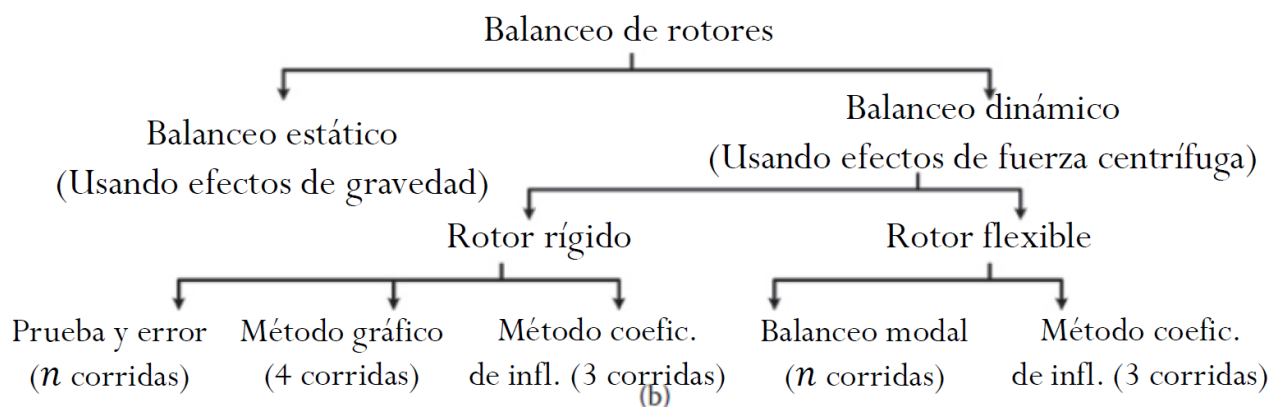 Balanceo de rotores
Balanceo estático
(Usando efectos de gravedad)
Balanceo dinámico
(Usando efectos de fuerza centrífuga)
Rotor rígido
Rotor flexible
Prueba y error
(n corridas)
Método gráfico
(4 corridas)
Método coefic.
de infl. (3 corridas)
Balanceo modal
(n corridas)
Método coefic.
de infl. (3 corridas)
(b)